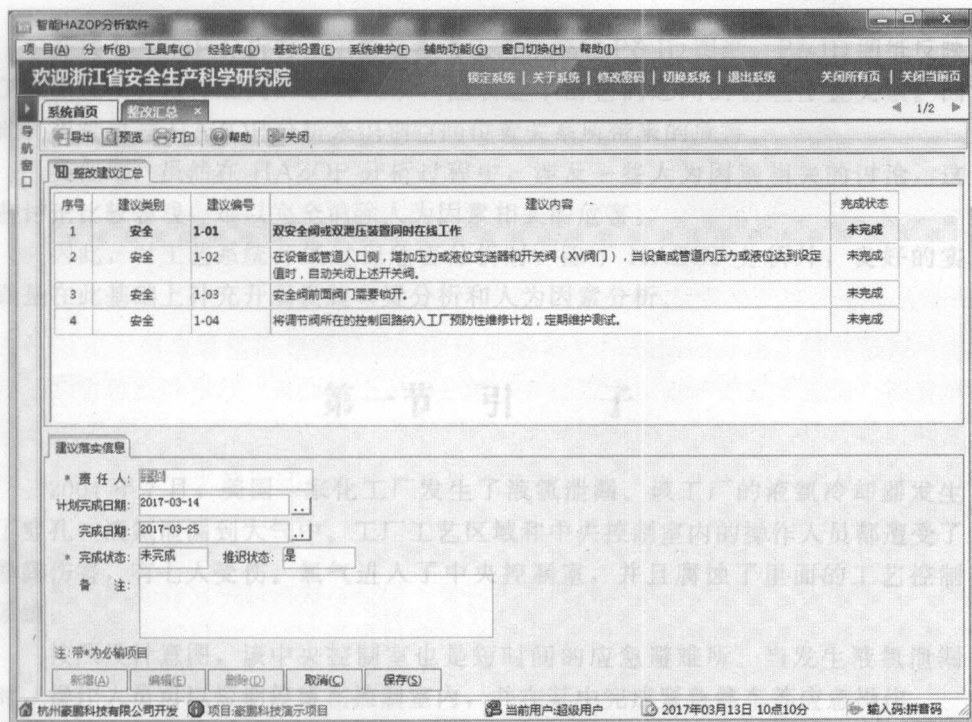 智能HAZOP分析软件
项 目(A) 分 析(B) 工具库(C) 经验库(D) 基础设置(E) 系统维护(F) 辅助功能(G) 窗口切换(H) 帮助(I)
欢迎浙江省安全生产科学研究院 锁定系统 | 关于系统 | 修改密码 | 切换系统 | 退出系统 关闭所有页 | 关闭当前页
系统首页 整改汇总 × 1/2
导航窗口
导出 预览 打印 帮助 关闭
整改建议汇总
序号 建议类别 建议编号 建议内容 完成状态
1 安全 1-01 双安全阀或双泄压装置同时在线工作 未完成
2 安全 1-02 在设备或管道入口侧，增加压力或液位变送器和开关阀（XV阀门），当设备或管道内压力或液位达到设定 未完成
值时，自动关闭上述开关阀。
3 安全 1-03 安全阀前面阀门需要锁开。 未完成
4 安全 1-04 将调节阀所在的控制回路纳入工厂预防性维修计划，定期维护测试。 未完成
第一节 引 子
建议落实信息
* 责 任 人:
计划完成日期: 2017-03-14 ..
完成日期: 2017-03-25 ..
* 完成状态: 未完成 推迟状态: 是
备 注:
注:带*为必输项目
新增(A) 编辑(E) 删除(D) 取消(C) 保存(S)
杭州豪鹏科技有限公司开发 项目:豪鹏科技演示项目 当前用户:超级用户 2017年03月13日 10点10分 输入码:拼音码